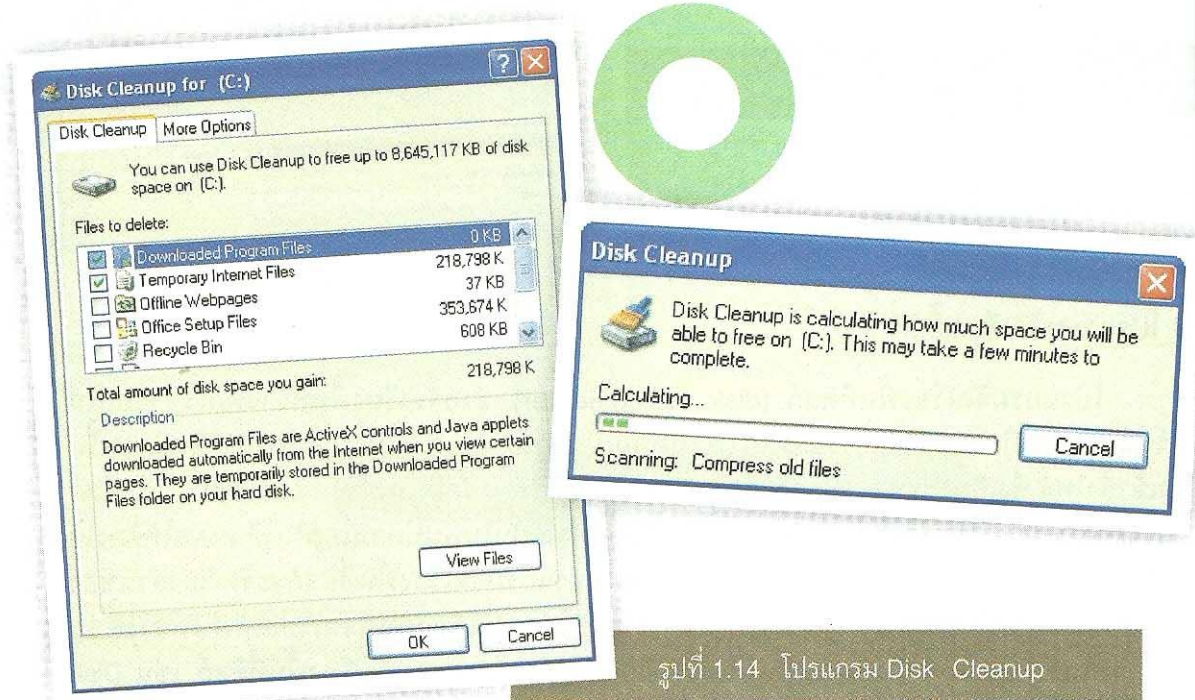 Disk Cleanup for (C:)
Disk Cleanup
More Options
You can use Disk Cleanup to free up to 8,645,117 KB of disk
space on (C:).
Files to delete:
Downloaded Program Files 0 KB
Temporary Internet Files 218,798 K
Offline Webpages 37 KB
Office Setup Files 353,674 K
Recycle Bin 608 KB
Total amount of disk space you gain: 218,798 K
Description
Downloaded Program Files are ActiveX controls and Java applets
downloaded automatically from the Internet when you view certain
pages. They are temporarily stored in the Downloaded Program
Files folder on your hard disk.
View Files
OK
Cancel
Disk Cleanup
Disk Cleanup is calculating how much space you will be
able to free on (C:). This may take a few minutes to
complete.
Calculating...
Cancel
Scanning: Compress old files
รูปที่ 1.14 โปรแกรม Disk Cleanup